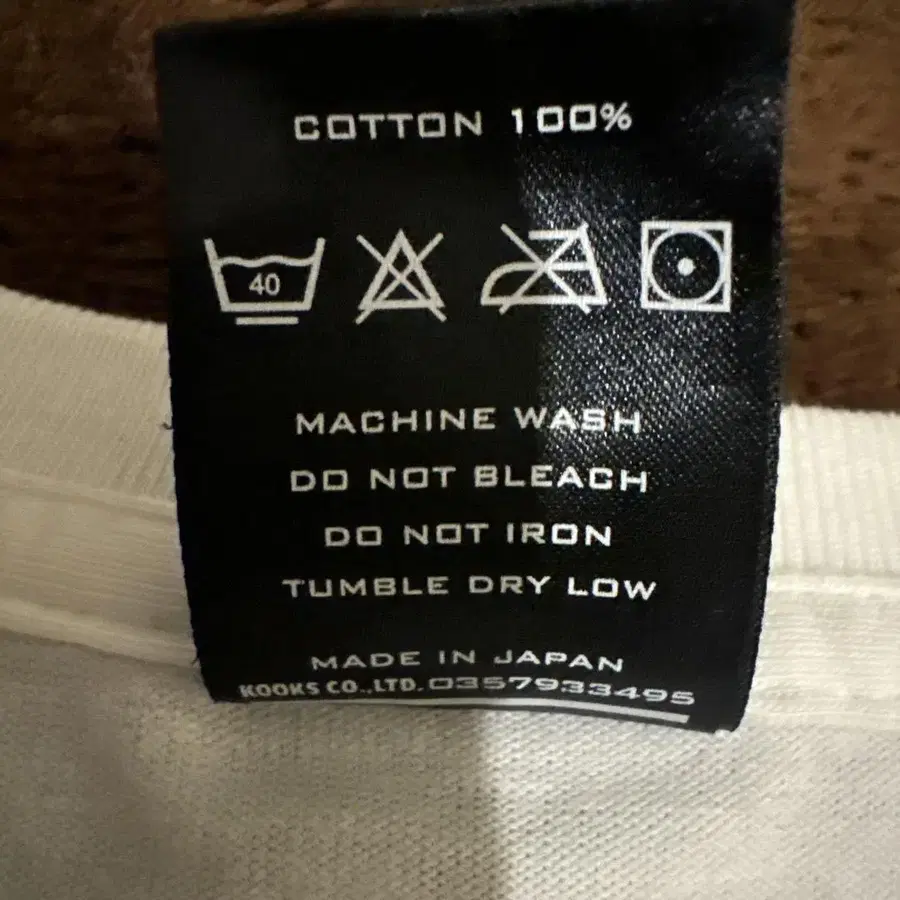 COTTON 100%
40
MACHINE WASH
DO NOT BLEACH
DO NOT IRON
TUMBLE DRY LOW
MADE IN JAPAN
KOOKS CO.,LTD. 0357933495